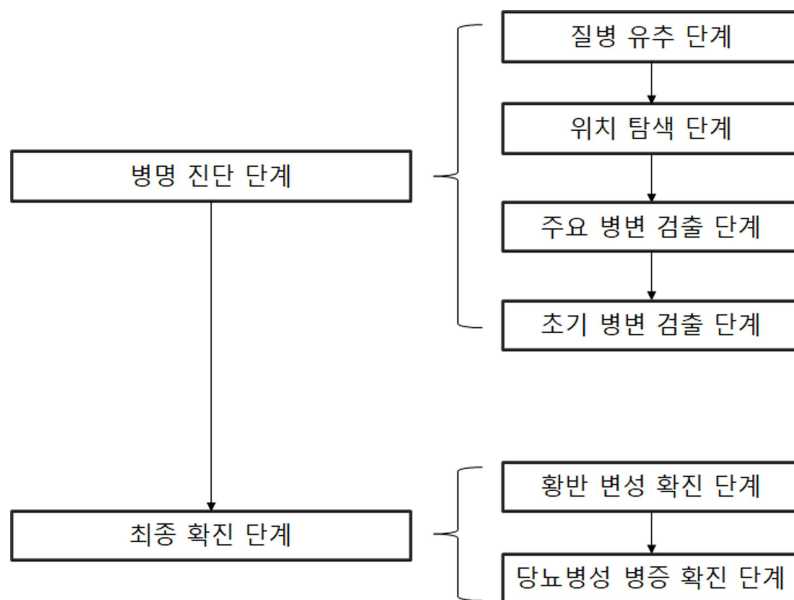 질병 유추 단계
위치 탐색 단계
병명 진단 단계
주요 병변 검출 단계
초기 병변 검출 단계
황반 변성 확진 단계
최종 확진 단계
당뇨병성 병증 확진 단계